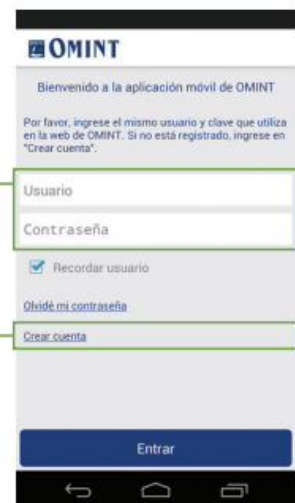 OMINT
Bienvenido a la aplicación móvil de OMINT
Por favor, ingrese el mismo usuario y clave que utiliza
en la web de OMINT. Si no está registrado, ingrese en
"Crear cuenta".
Usuario
Contraseña
Recordar usuario
Olvidé mi contraseña
Crear cuenta
Entrar